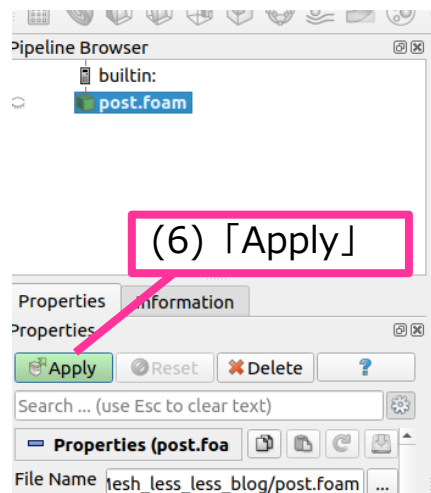 Pipeline Browser
builtin:
post.foam
(6)「Apply」
Properties Information
Properties
Apply Reset Delete ?
Search ... (use Esc to clear text)
Properties (post.foa
File Name lesh_less_less_blog/post.foam ...